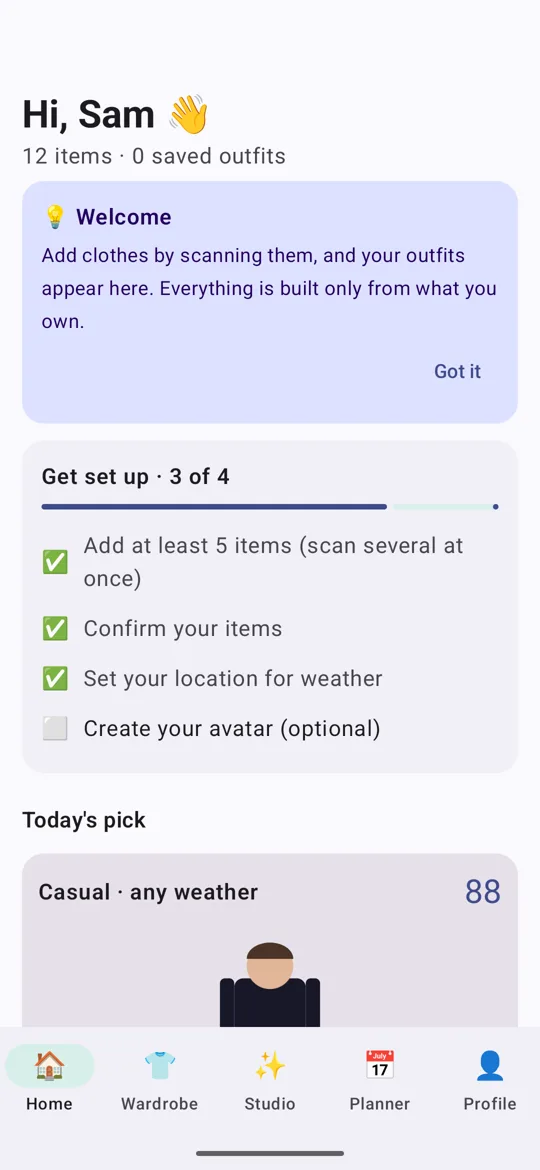 Hi, Sam 👋
12 items · 0 saved outfits
💡 Welcome
Add clothes by scanning them, and your outfits
appear here. Everything is built only from what you
own.
Got it
Get set up · 3 of 4
✅ Add at least 5 items (scan several at
once)
✅ Confirm your items
✅ Set your location for weather
⬜ Create your avatar (optional)
Today's pick
Casual · any weather 88
July 17
Home Wardrobe Studio Planner Profile